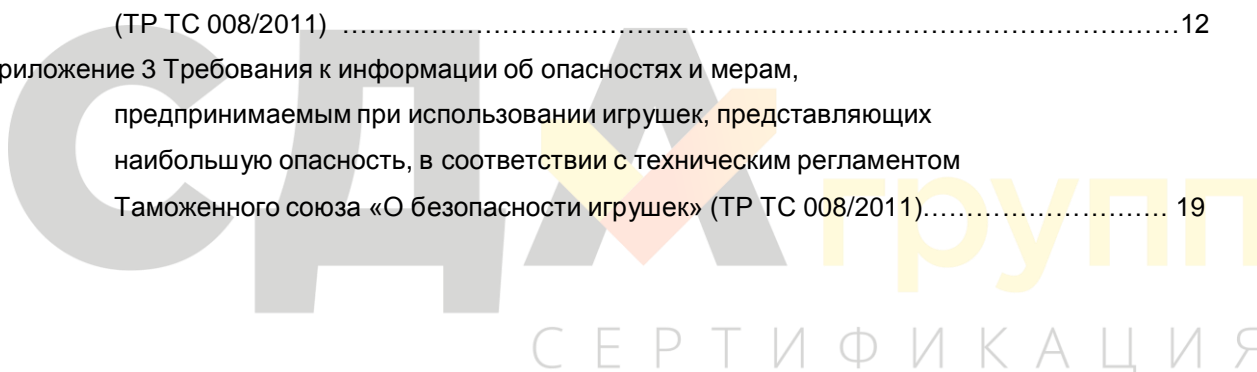 (ТР ТС 008/2011) ……………………………………………………………………………………12
риложение 3 Требования к информации об опасностях и мерам,
предпринимаемым при использовании игрушек, представляющих
наибольшую опасность, в соответствии с техническим регламентом
Таможенного союза «О безопасности игрушек» (ТР ТС 008/2011)……………………… 19
СДА групп
СЕРТИФИКАЦИЯ